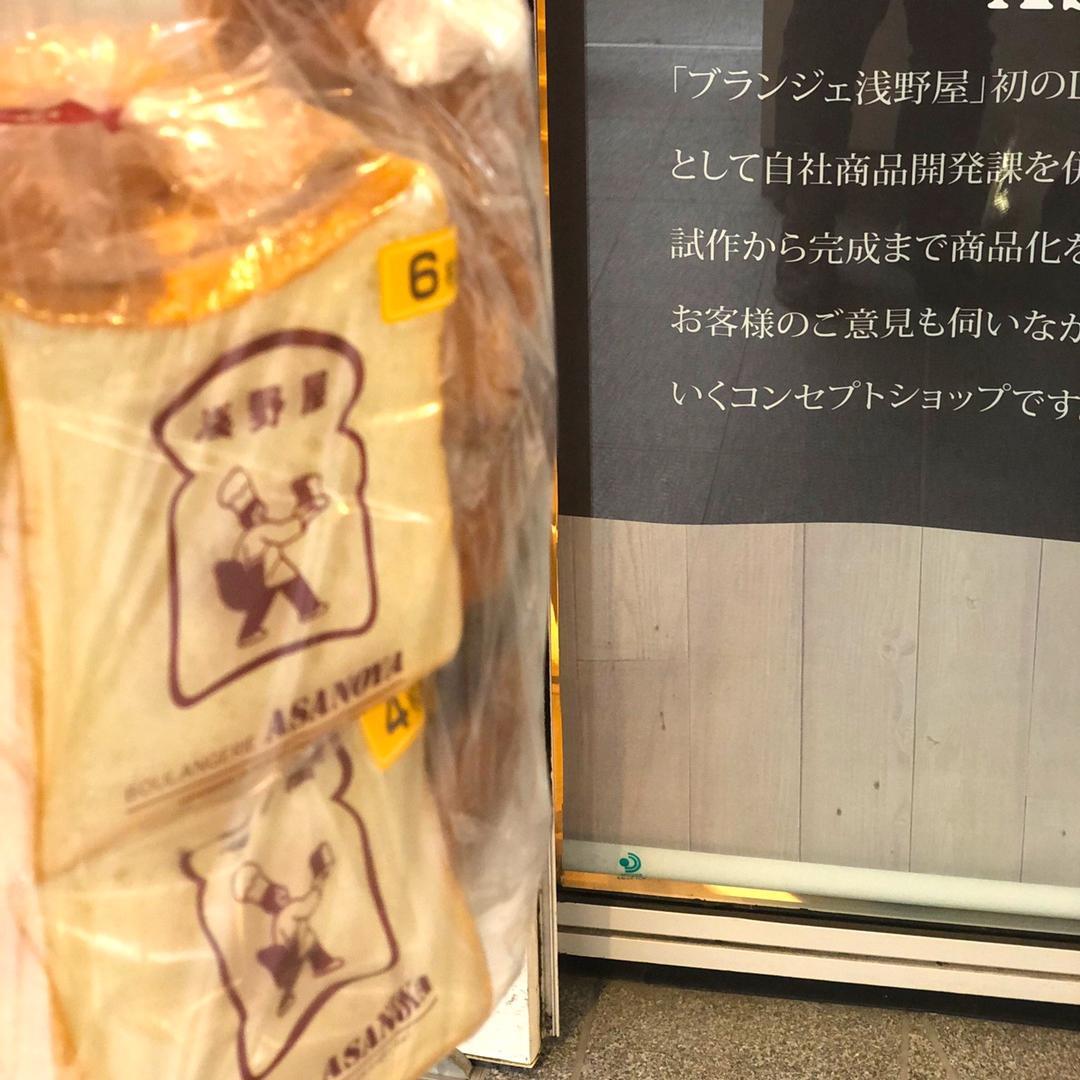 6
浅野屋
BOULANGERIE ASANOYA
4
ASANOYA
「ブランジェ浅野屋」初の
として自社商品開発課を
試作から完成まで商品化を
お客様のご意見も伺いなが
いくコンセプトショップです